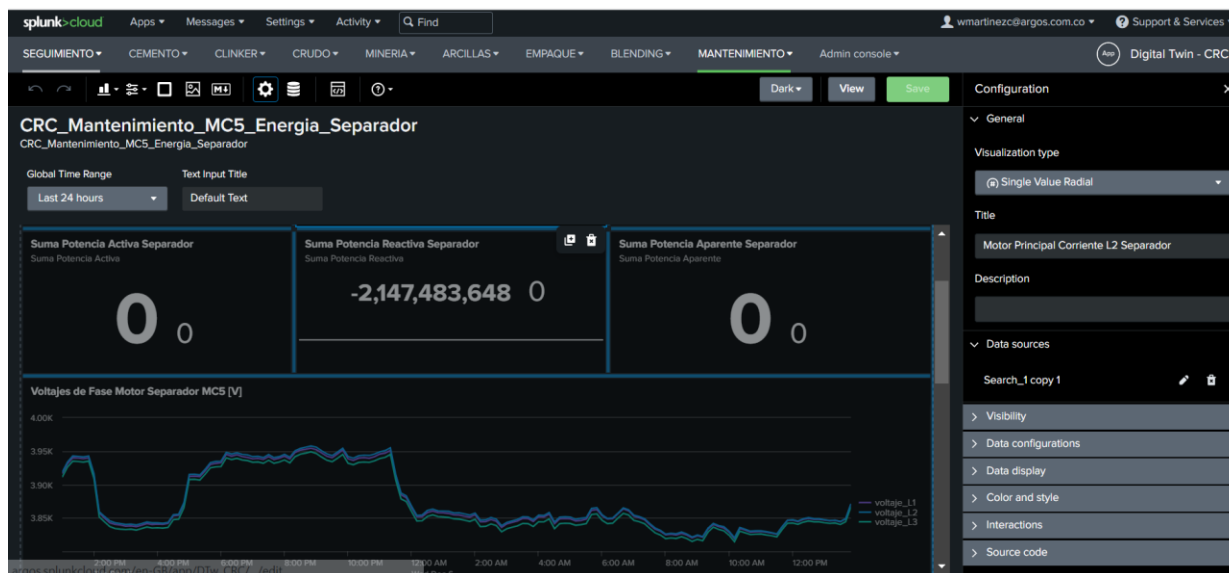 splunk>cloud Apps Messages Settings Activity Find wmartinezc@argos.com.co Support & Services
SEGUIMIENTO CEMENTO CLINKER CRUDO MINERIA ARCILLAS EMPAQUE BLENDING MANTENIMIENTO Admin console App Digital Twin - CRC
M Dark View Save Configuration
General
CRC_Mantenimiento_MC5_Energia_Separador
CRC_Mantenimiento_MC5_Energia_Separador
Visualization type
Single Value Radial
Global Time Range Text Input Title
Last 24 hours Default Text
Title
Motor Principal Corriente L2 Separador
Description
Suma Potencia Activa Separador Suma Potencia Reactiva Separador Suma Potencia Aparente Separador
Suma Potencia Activa Suma Potencia Reactiva Suma Potencia Aparente
0 0 -2,147,483,648 0 0 0
Data sources
Search_1 copy 1
Visibility
Data configurations
Data display
Color and style
Interactions
Source code
Voltajes de Fase Motor Separador MC5 [V]
4.00K
3.95K
3.90K
3.85K
voltaje_L1
voltaje_L2
voltaje_L3
2:00 PM 4:00 PM 6:00 PM 8:00 PM 10:00 PM 12:00 AM 2:00 AM 4:00 AM 6:00 AM 8:00 AM 10:00 AM 12:00 PM